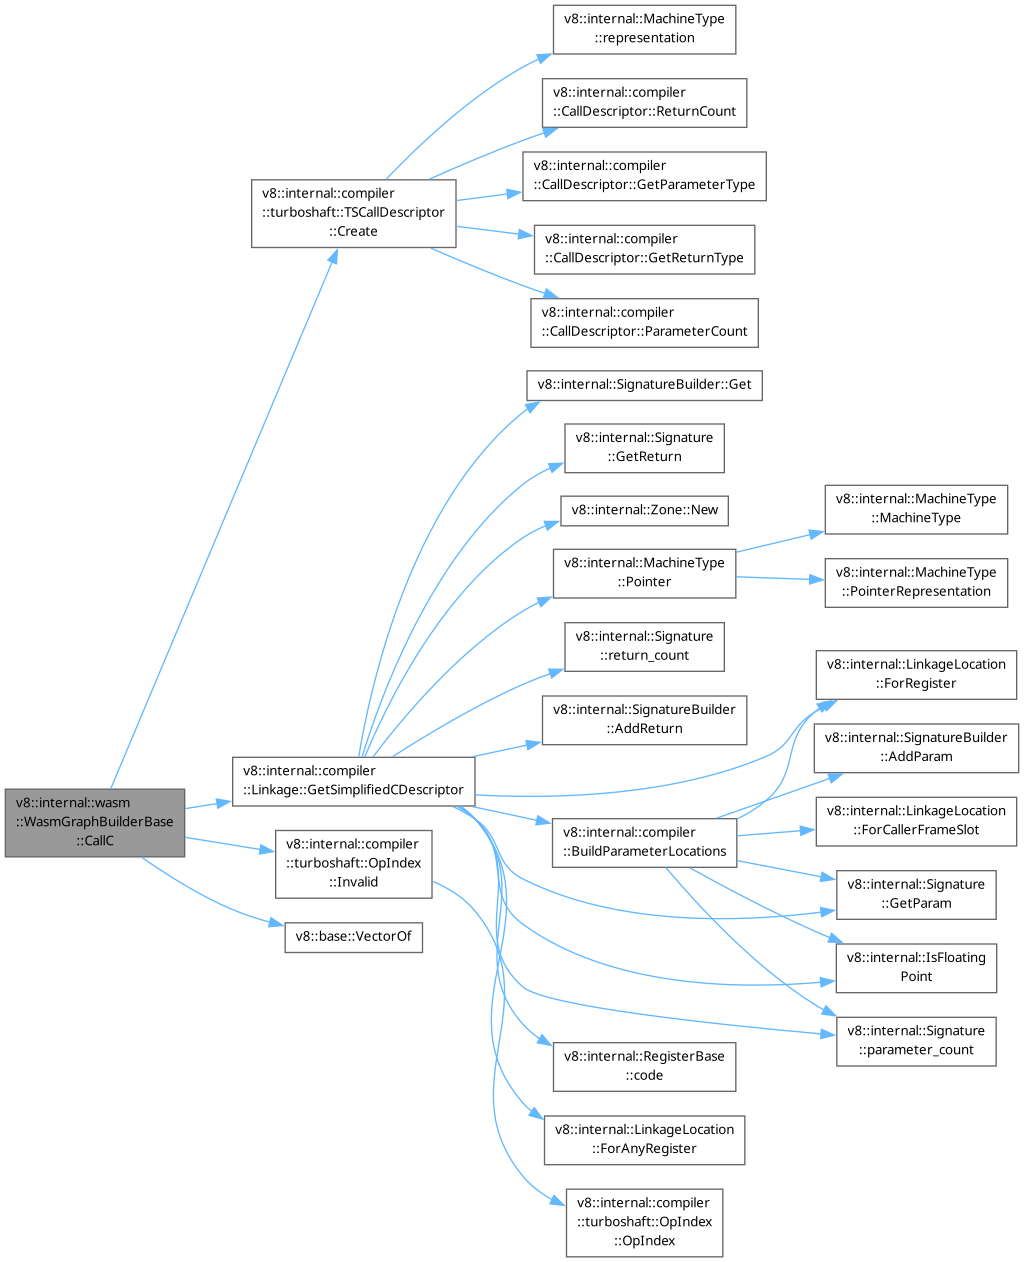 v8::internal::MachineType
::representation
v8::internal::compiler
::CallDescriptor::ReturnCount
v8::internal::compiler
::CallDescriptor::GetParameterType
v8::internal::compiler
::turboshaft::TSCallDescriptor
::Create
v8::internal::compiler
::CallDescriptor::GetReturnType
v8::internal::compiler
::CallDescriptor::ParameterCount
v8::internal::SignatureBuilder::Get
v8::internal::Signature
::GetReturn
v8::internal::Zone::New
v8::internal::MachineType
::Pointer
v8::internal::MachineType
::MachineType
v8::internal::MachineType
::PointerRepresentation
v8::internal::Signature
::return_count
v8::internal::LinkageLocation
::ForRegister
v8::internal::SignatureBuilder
::AddReturn
v8::internal::SignatureBuilder
::AddParam
v8::internal::compiler
::Linkage::GetSimplifiedCDescriptor
v8::internal::wasm
::WasmGraphBuilderBase
::CallC
v8::internal::compiler
::BuildParameterLocations
v8::internal::LinkageLocation
::ForCallerFrameSlot
v8::internal::compiler
::turboshaft::OpIndex
::Invalid
v8::internal::Signature
::GetParam
v8::base::VectorOf
v8::internal::IsFloating
Point
v8::internal::Signature
::parameter_count
v8::internal::RegisterBase
::code
v8::internal::LinkageLocation
::ForAnyRegister
v8::internal::compiler
::turboshaft::OpIndex
::OpIndex